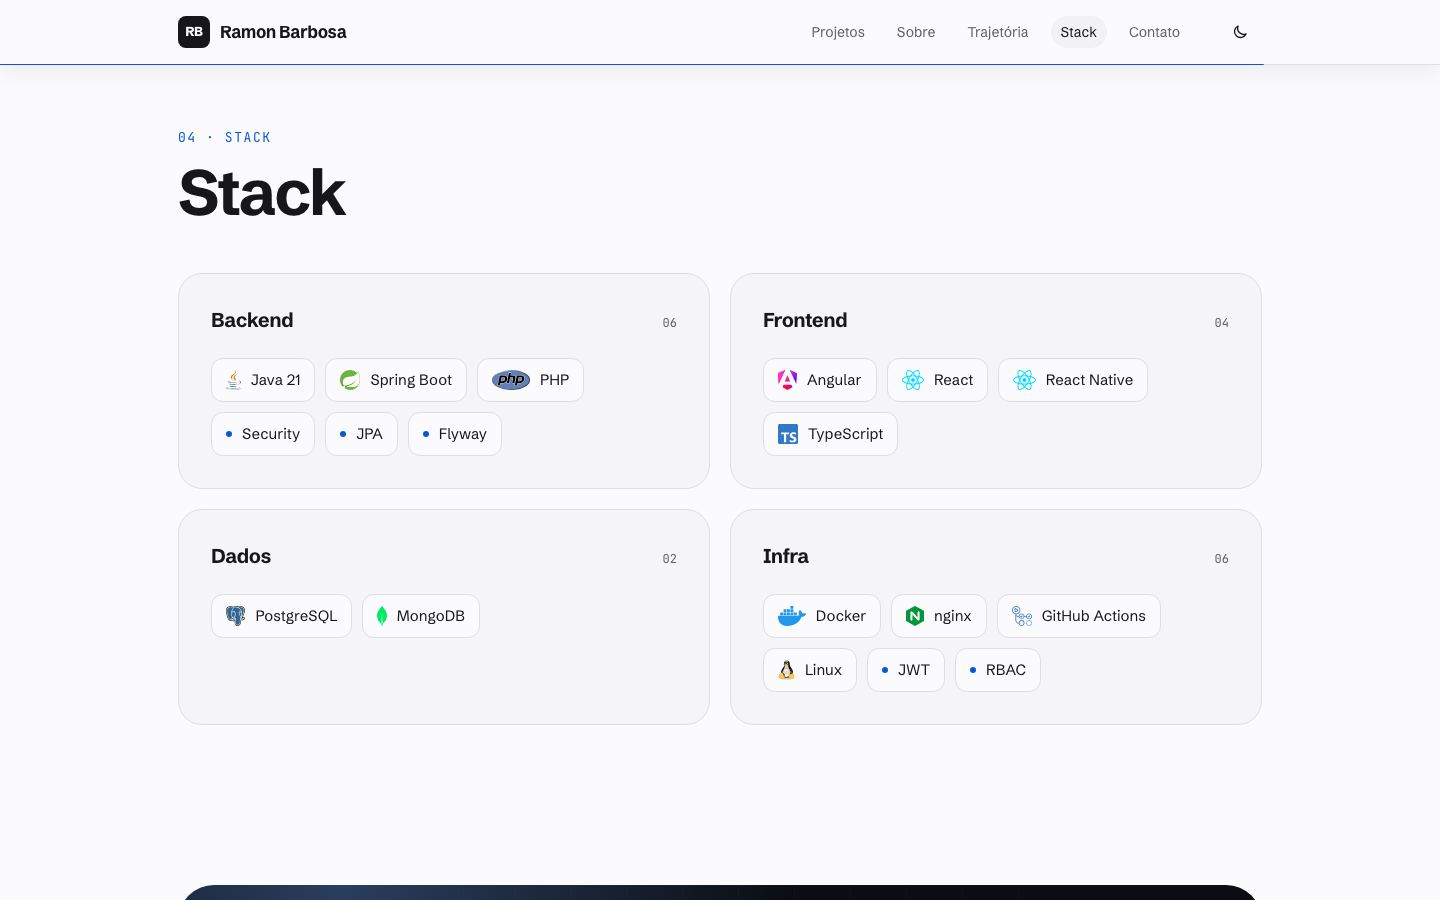 RB Ramon Barbosa Projetos Sobre Trajetória Stack Contato
04 · STACK
Stack
Backend 06
Java 21 Spring Boot php PHP
Security JPA Flyway
Frontend 04
Angular React React Native
TS TypeScript
Dados 02
PostgreSQL MongoDB
Infra 06
Docker N nginx GitHub Actions
Linux JWT RBAC